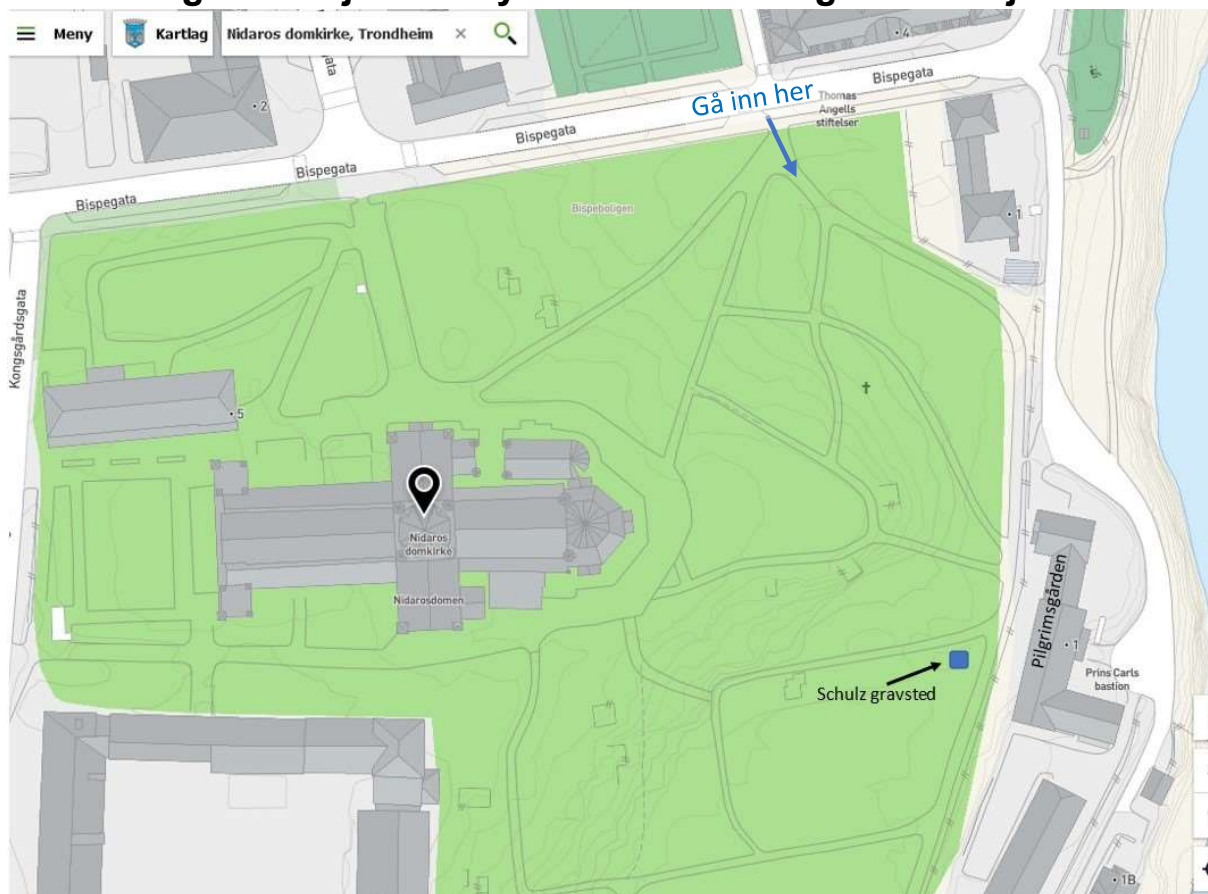 Meny
Kartlag
Nidaros domkirke, Trondheim ×
4
Bispegata
Thomas
Angells
stiftelser
Gå inn her
2
Bispegata
Bispegata
Bispegata
1
Kongsgårdsgata
5
Nidaros
domkirke
Nidarosdomen
Pilgrimsgården
1
Prins Carls
bastion
Schulz gravsted
1B